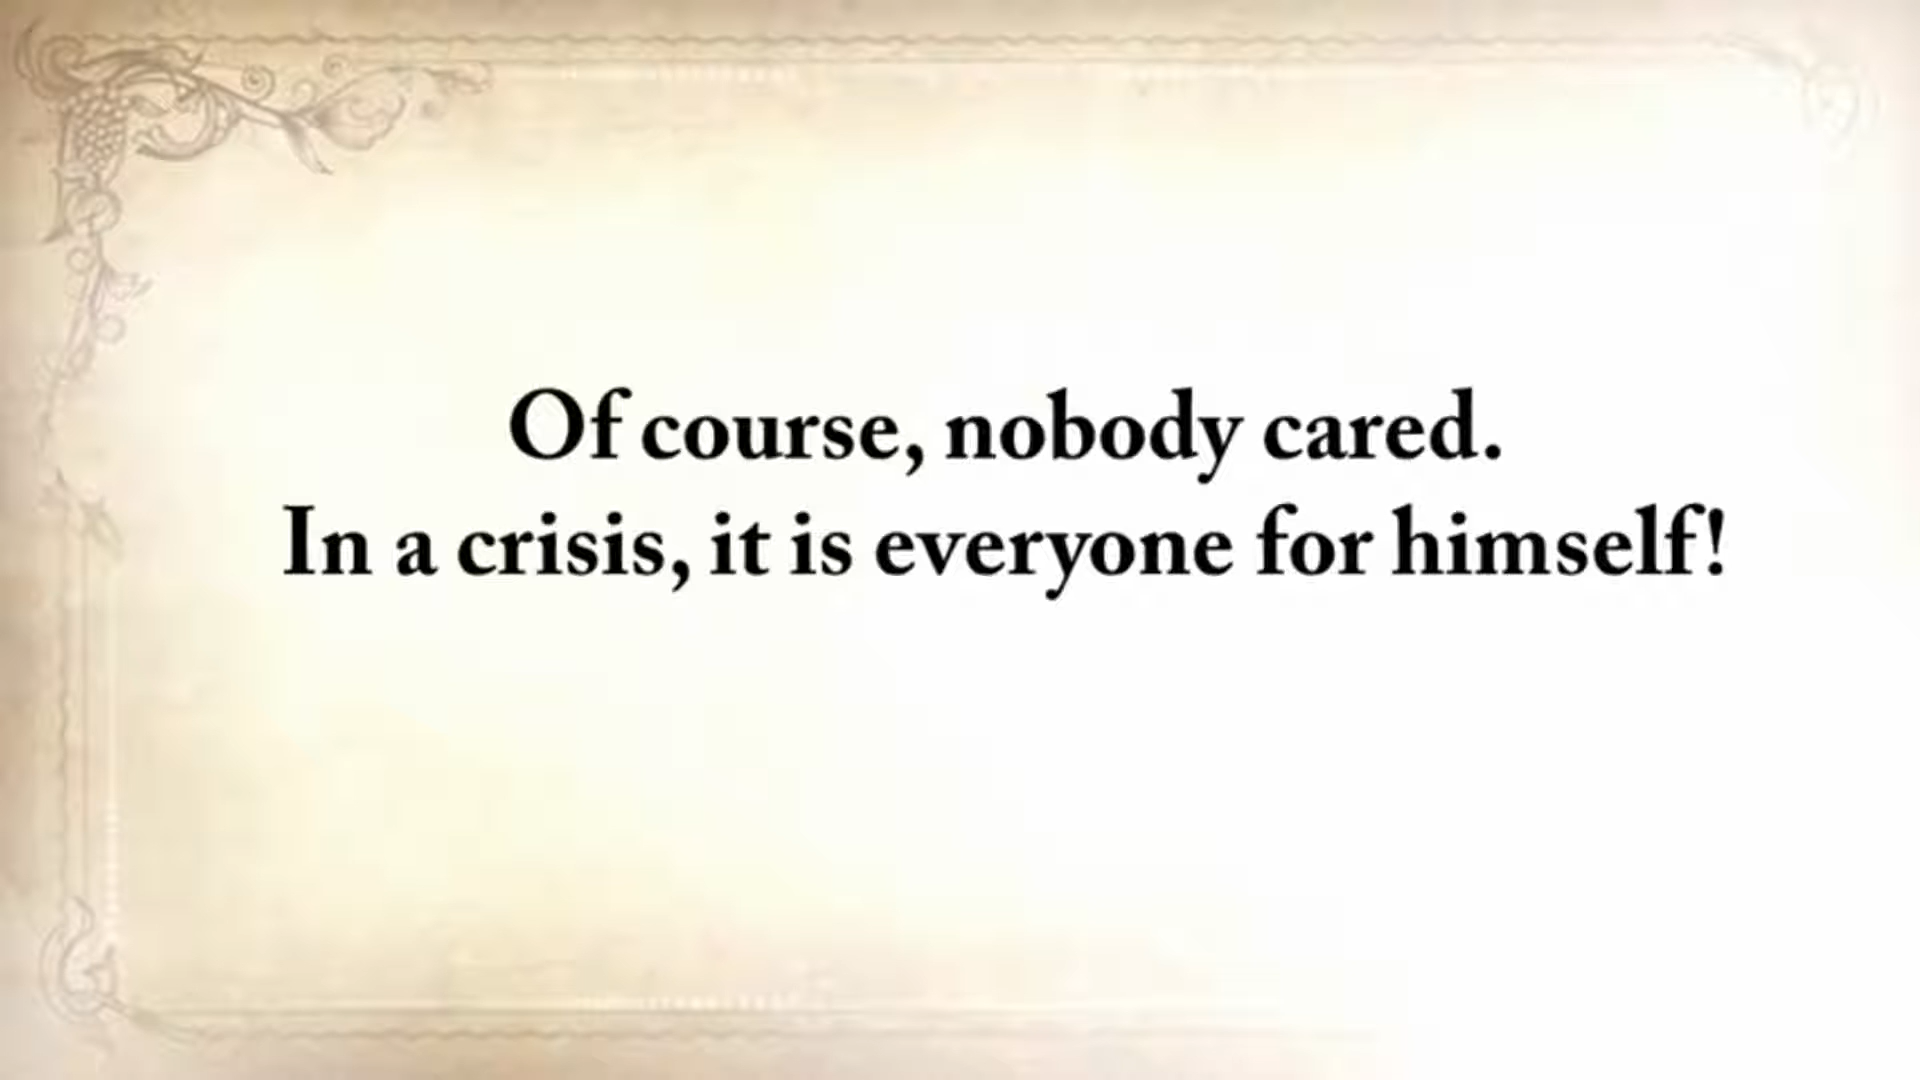 Of course, nobody cared.
In a crisis, it is everyone for himself!